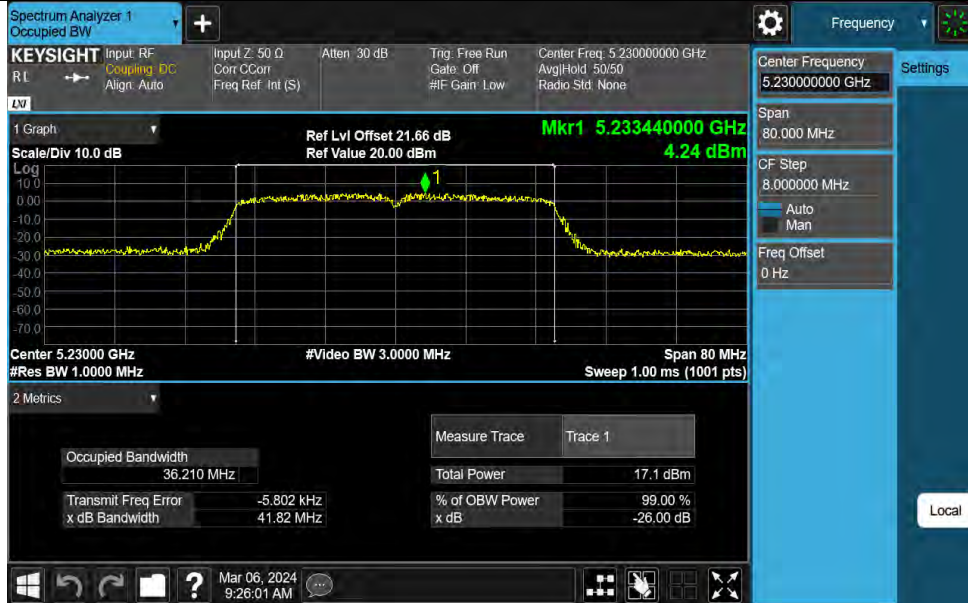 Spectrum Analyzer 1
Occupied BW
Frequency
KEYSIGHT
Input: RF
Coupling: DC
Align: Auto
Input Z: 50 Ω
Corr CCorr
Freq Ref: Int (S)
Atten: 30 dB
Trig: Free Run
Gate: Off
#IF Gain: Low
Center Freq: 5.230000000 GHz
Avg|Hold: 50/50
Radio Std: None
LXI
Center Frequency
5.230000000 GHz
Settings
Span
80.000 MHz
CF Step
8.000000 MHz
Auto
Man
Freq Offset
0 Hz
Local
1 Graph
Scale/Div 10.0 dB
Ref Lvl Offset 21.66 dB
Ref Value 20.00 dBm
Mkr1 5.233440000 GHz
4.24 dBm
Log
10.0
0.00
-10.0
-20.0
-30.0
-40.0
-50.0
-60.0
-70.0
1
Center 5.23000 GHz
#Video BW 3.0000 MHz
Span 80 MHz
#Res BW 1.0000 MHz
Sweep 1.00 ms (1001 pts)
2 Metrics
Measure Trace
Trace 1
Occupied Bandwidth
36.210 MHz
Total Power
17.1 dBm
Transmit Freq Error
-5.802 kHz
% of OBW Power
99.00 %
x dB Bandwidth
41.82 MHz
x dB
-26.00 dB
?
Mar 06, 2024
9:26:01 AM